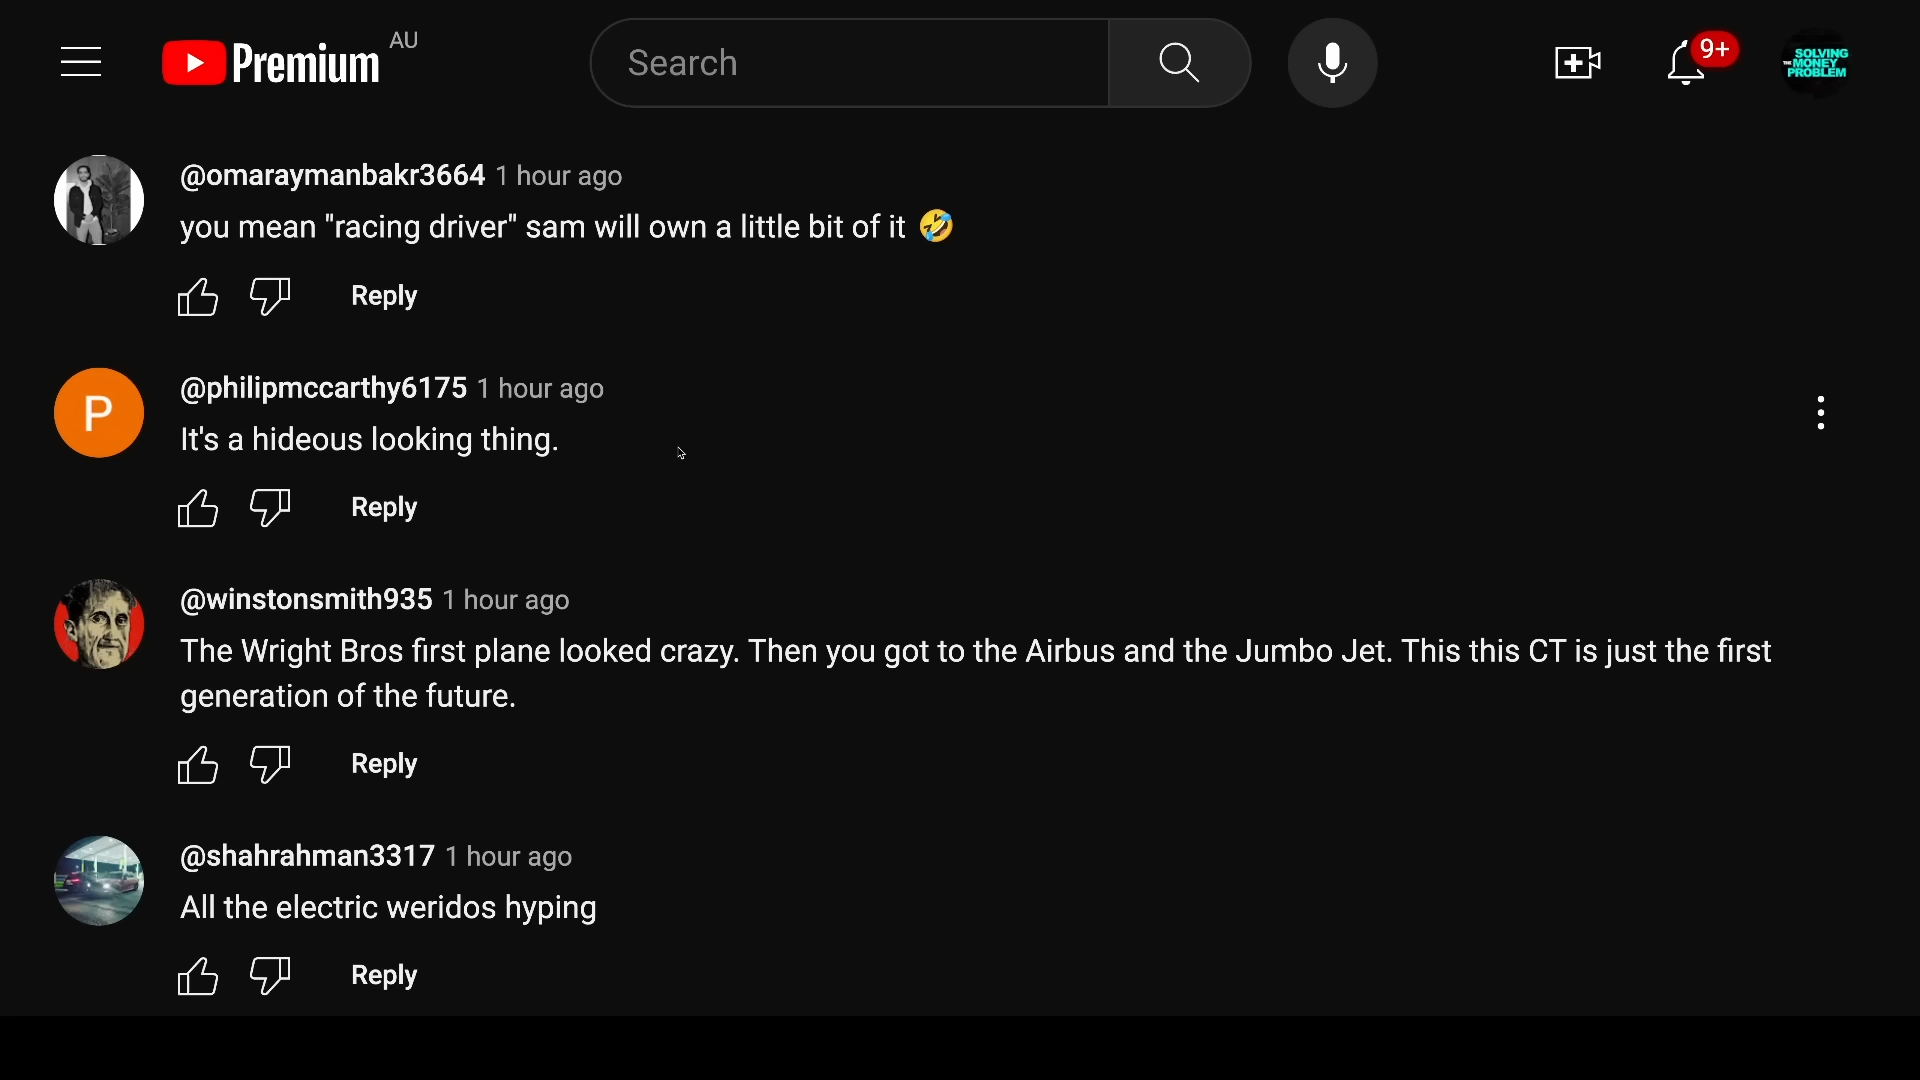 Premium AU
Search
9+
SOLVING
THE MONEY
PROBLEM
@omaraymanbakr3664 1 hour ago
you mean "racing driver" sam will own a little bit of it 🤣
Reply
P
@philipmccarthy6175 1 hour ago
It's a hideous looking thing.
Reply
@winstonsmith935 1 hour ago
The Wright Bros first plane looked crazy. Then you got to the Airbus and the Jumbo Jet. This this CT is just the first
generation of the future.
Reply
@shahrahman3317 1 hour ago
All the electric weridos hyping
Reply